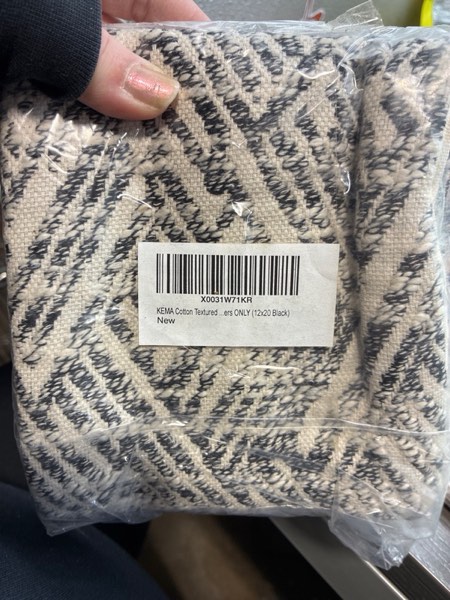 X0031W71KR
KEMA Cotton Textured ...ers ONLY (12x20 Black)
New